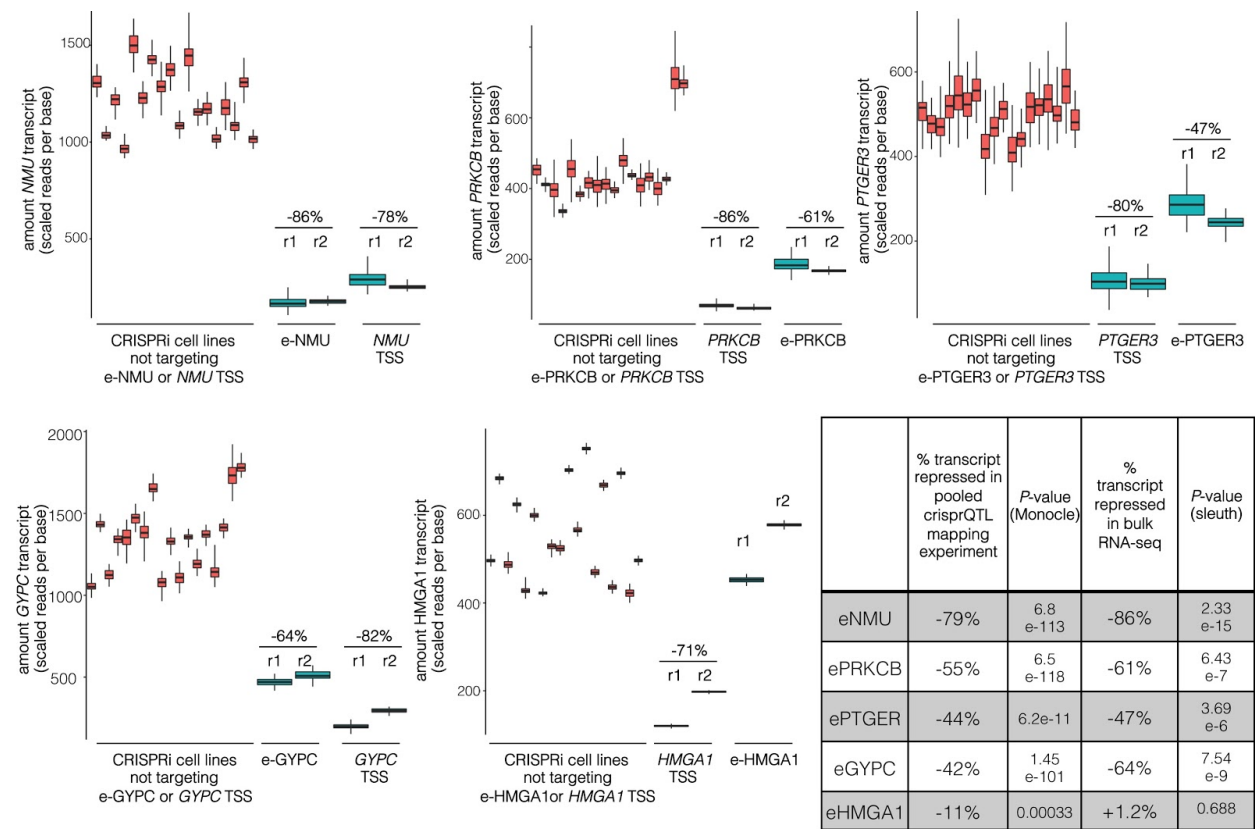 amount NMU transcript
(scaled reads per base)
1500
1000
500
-86%
r1 r2
-78%
r1 r2
CRISPRi cell lines
not targeting
e-NMU or NMU TSS
e-NMU
NMU
TSS
amount PRKCB transcript
(scaled reads per base)
600
400
200
-86%
r1 r2
-61%
r1 r2
CRISPRi cell lines
not targeting
e-PRKCB or PRKCB TSS
PRKCB
TSS
e-PRKCB
amount PTGER3 transcript
(scaled reads per base)
600
400
200
-80%
r1 r2
-47%
r1 r2
CRISPRi cell lines
not targeting
e-PTGER3 or PTGER3 TSS
PTGER3
TSS
e-PTGER3
amount GYPC transcript
(scaled reads per base)
2000
1500
1000
500
-64%
r1 r2
-82%
r1 r2
CRISPRi cell lines
not targeting
e-GYPC or GYPC TSS
e-GYPC
GYPC
TSS
amount HMGA1 transcript
(scaled reads per base)
600
400
200
-71%
r1 r2
r1
r2
CRISPRi cell lines
not targeting
e-HMGA1or HMGA1 TSS
HMGA1
TSS
e-HMGA1
% transcript
repressed in
pooled
crisprQTL
mapping
experiment
P-value
(Monocle)
%
transcript
repressed
in bulk
RNA-seq
P-value
(sleuth)
eNMU
-79%
6.8
e-113
-86%
2.33
e-15
ePRKCB
-55%
6.5
e-118
-61%
6.43
e-7
ePTGER
-44%
6.2e-11
-47%
3.69
e-6
eGYPC
-42%
1.45
e-101
-64%
7.54
e-9
eHMGA1
-11%
0.00033
+1.2%
0.688